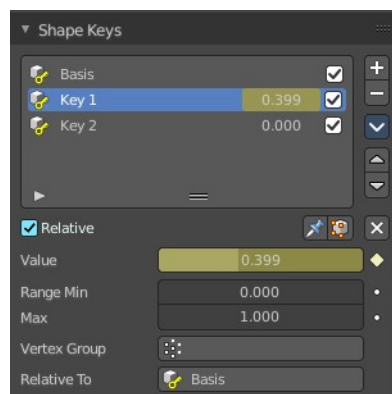 Shape Keys
Basis
Key 1 0.399
Key 2 0.000
Relative
Value 0.399
Range Min 0.000
Max 1.000
Vertex Group
Relative To Basis